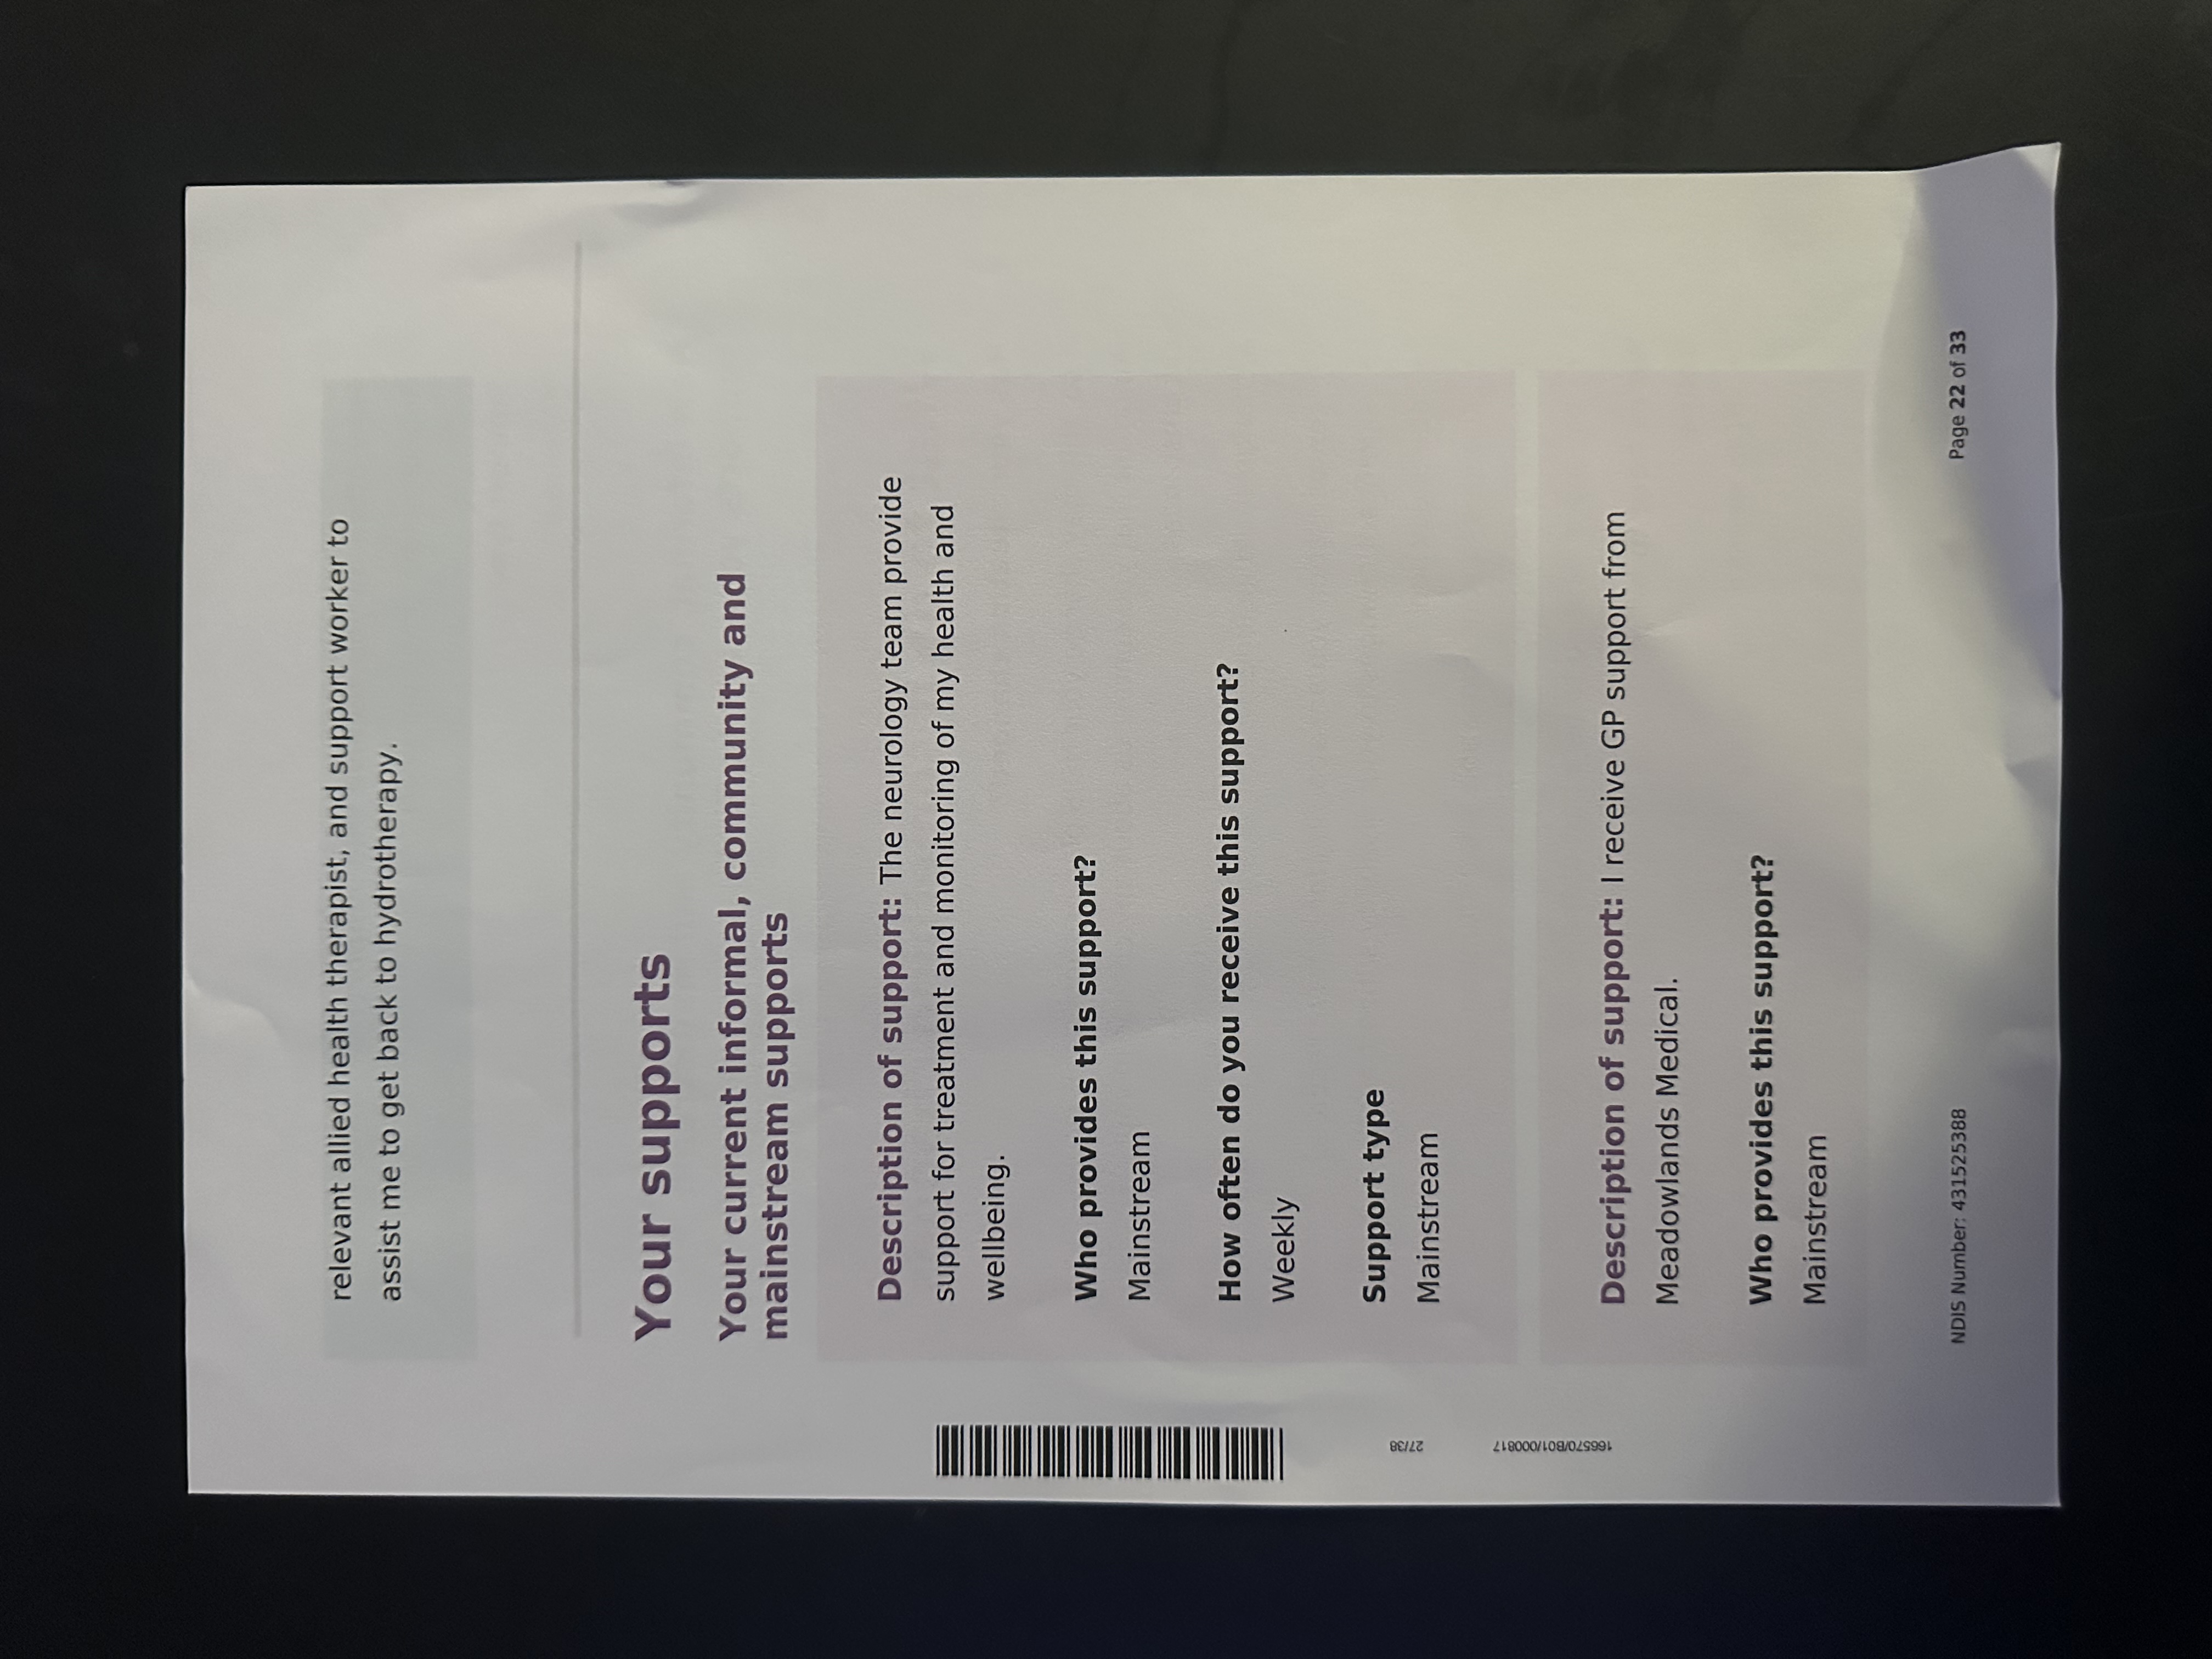 relevant allied health therapist, and support worker to
assist me to get back to hydrotherapy.
Your supports
Your current informal, community and
mainstream supports
Description of support: The neurology team provide
support for treatment and monitoring of my health and
wellbeing.
Who provides this support?
Mainstream
How often do you receive this support?
Weekly
Support type
Mainstream
Description of support: I receive GP support from
Meadowlands Medical.
Who provides this support?
Mainstream
27/38
166570/B01/000817
NDIS Number: 431525388
Page 22 of 33